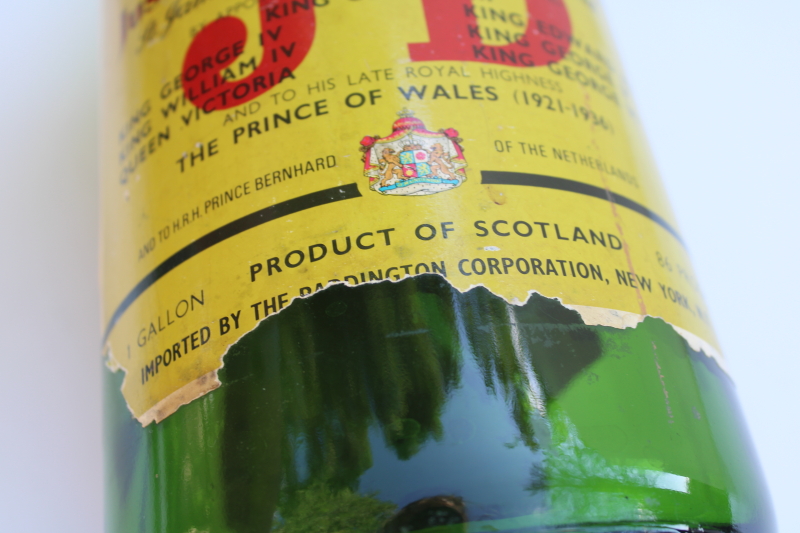 J B
KING
KING GEORGE IV
WILLIAM IV
QUEEN VICTORIA
KING EDWARD
KING GEORGE
KING GEORGE
AND TO HIS LATE ROYAL HIGHNESS
THE PRINCE OF WALES (1921-1936)
AND TO H.R.H. PRINCE BERNHARD OF THE NETHERLANDS
PRODUCT OF SCOTLAND
1 GALLON 86
IMPORTED BY THE PADDINGTON CORPORATION, NEW YORK, N